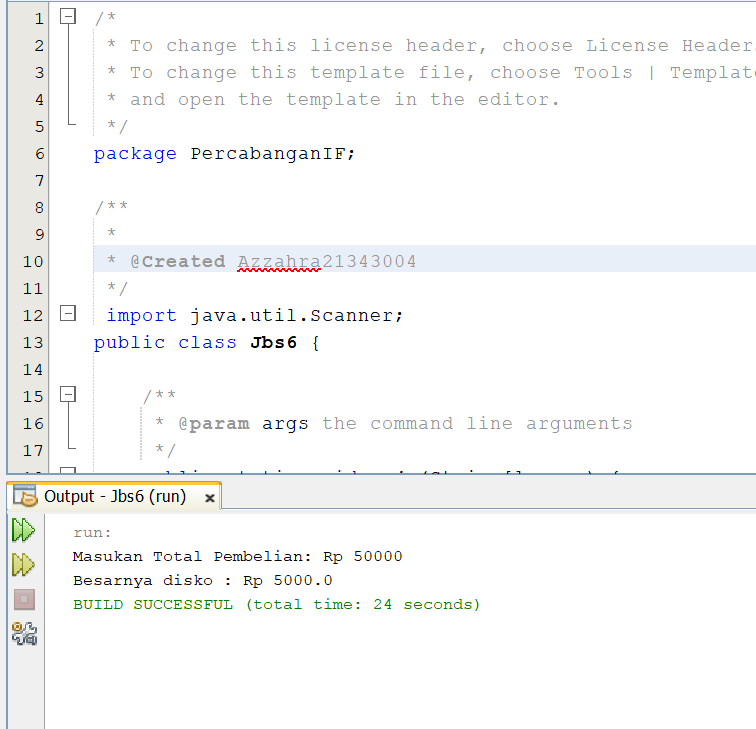 1 /*
2 * To change this license header, choose License Header
3 * To change this template file, choose Tools | Templat
4 * and open the template in the editor.
5 */
6 package PercabanganIF;
7
8 /**
9 *
10 * @Created Azzahra21343004
11 */
12 import java.util.Scanner;
13 public class Jbs6 {
14
15 /**
16 * @param args the command line arguments
17 */
Output - Jbs6 (run) x
run:
Masukan Total Pembelian: Rp 50000
Besarnya disko : Rp 5000.0
BUILD SUCCESSFUL (total time: 24 seconds)